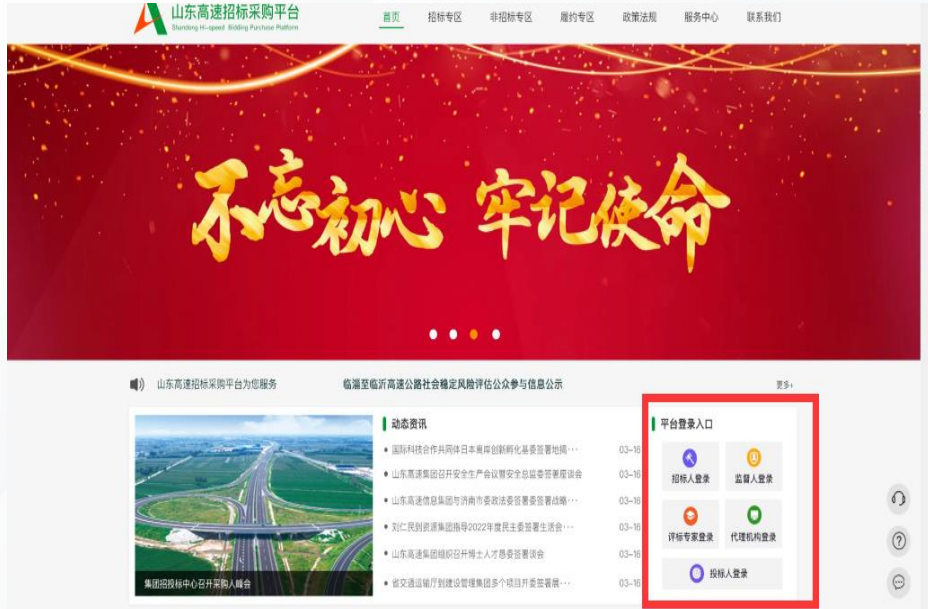 山东高速招标采购平台
Shandong Hi-speed Bidding Purchase Platform
首页 招标专区 非招标专区 履约专区 政策法规 服务中心 联系我们
不忘初心 牢记使命
山东高速招标采购平台为您服务
临淄至临沂高速公路社会稳定风险评估公众参与信息公示
更多+
集团招投标中心召开采购人峰会
动态资讯
国际科技合作共同体日本离岸创新孵化基委签署地揭··· 03-16
山东高速集团召开安全生产会议暨安全总监委签署座谈会 03-16
山东高速信息集团与济南市委政法委签署委签署战略··· 03-16
刘仁民到资源集团指导2022年度民主委签署生活会··· 03-16
山东高速集团组织召开博士人才恳委签署谈会 03-16
省交通运输厅到建设管理集团多个项目开委签署展··· 03-16
平台登录入口
招标人登录 监督人登录
评标专家登录 代理机构登录
投标人登录